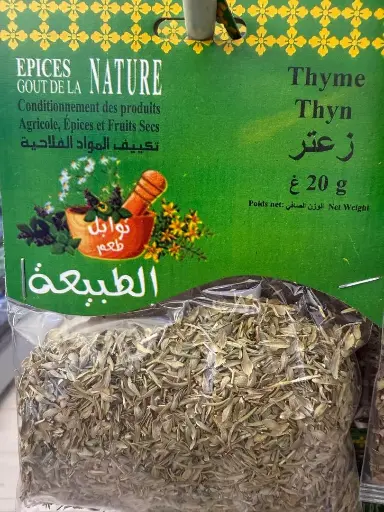 EPICES
GOUT DE LA NATURE
Conditionnement des produits
Agricole, Épices et Fruits Secs
تكييف المواد الفلاحية
توابل
طعم
الطبيعة
Thyme
Thyn
زعتر
20 g غ
Poids net: الوزن الصافي Net Weight